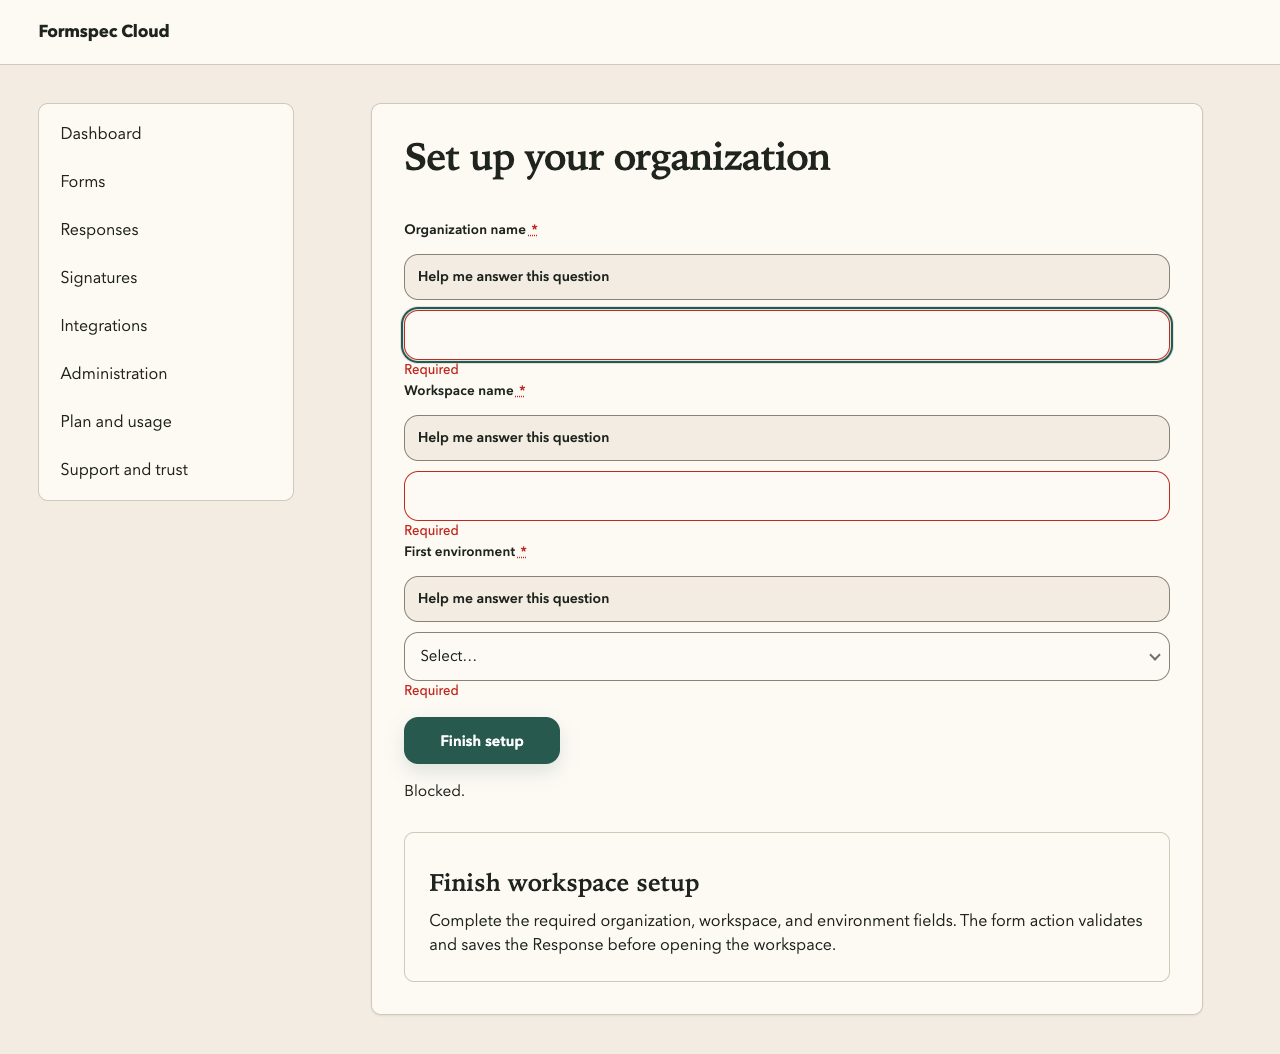 Formspec Cloud
Dashboard
Forms
Responses
Signatures
Integrations
Administration
Plan and usage
Support and trust
Set up your organization
Organization name *
Help me answer this question
Required
Workspace name *
Help me answer this question
Required
First environment *
Help me answer this question
Select...
Required
Finish setup
Blocked.
Finish workspace setup
Complete the required organization, workspace, and environment fields. The form action validates
and saves the Response before opening the workspace.